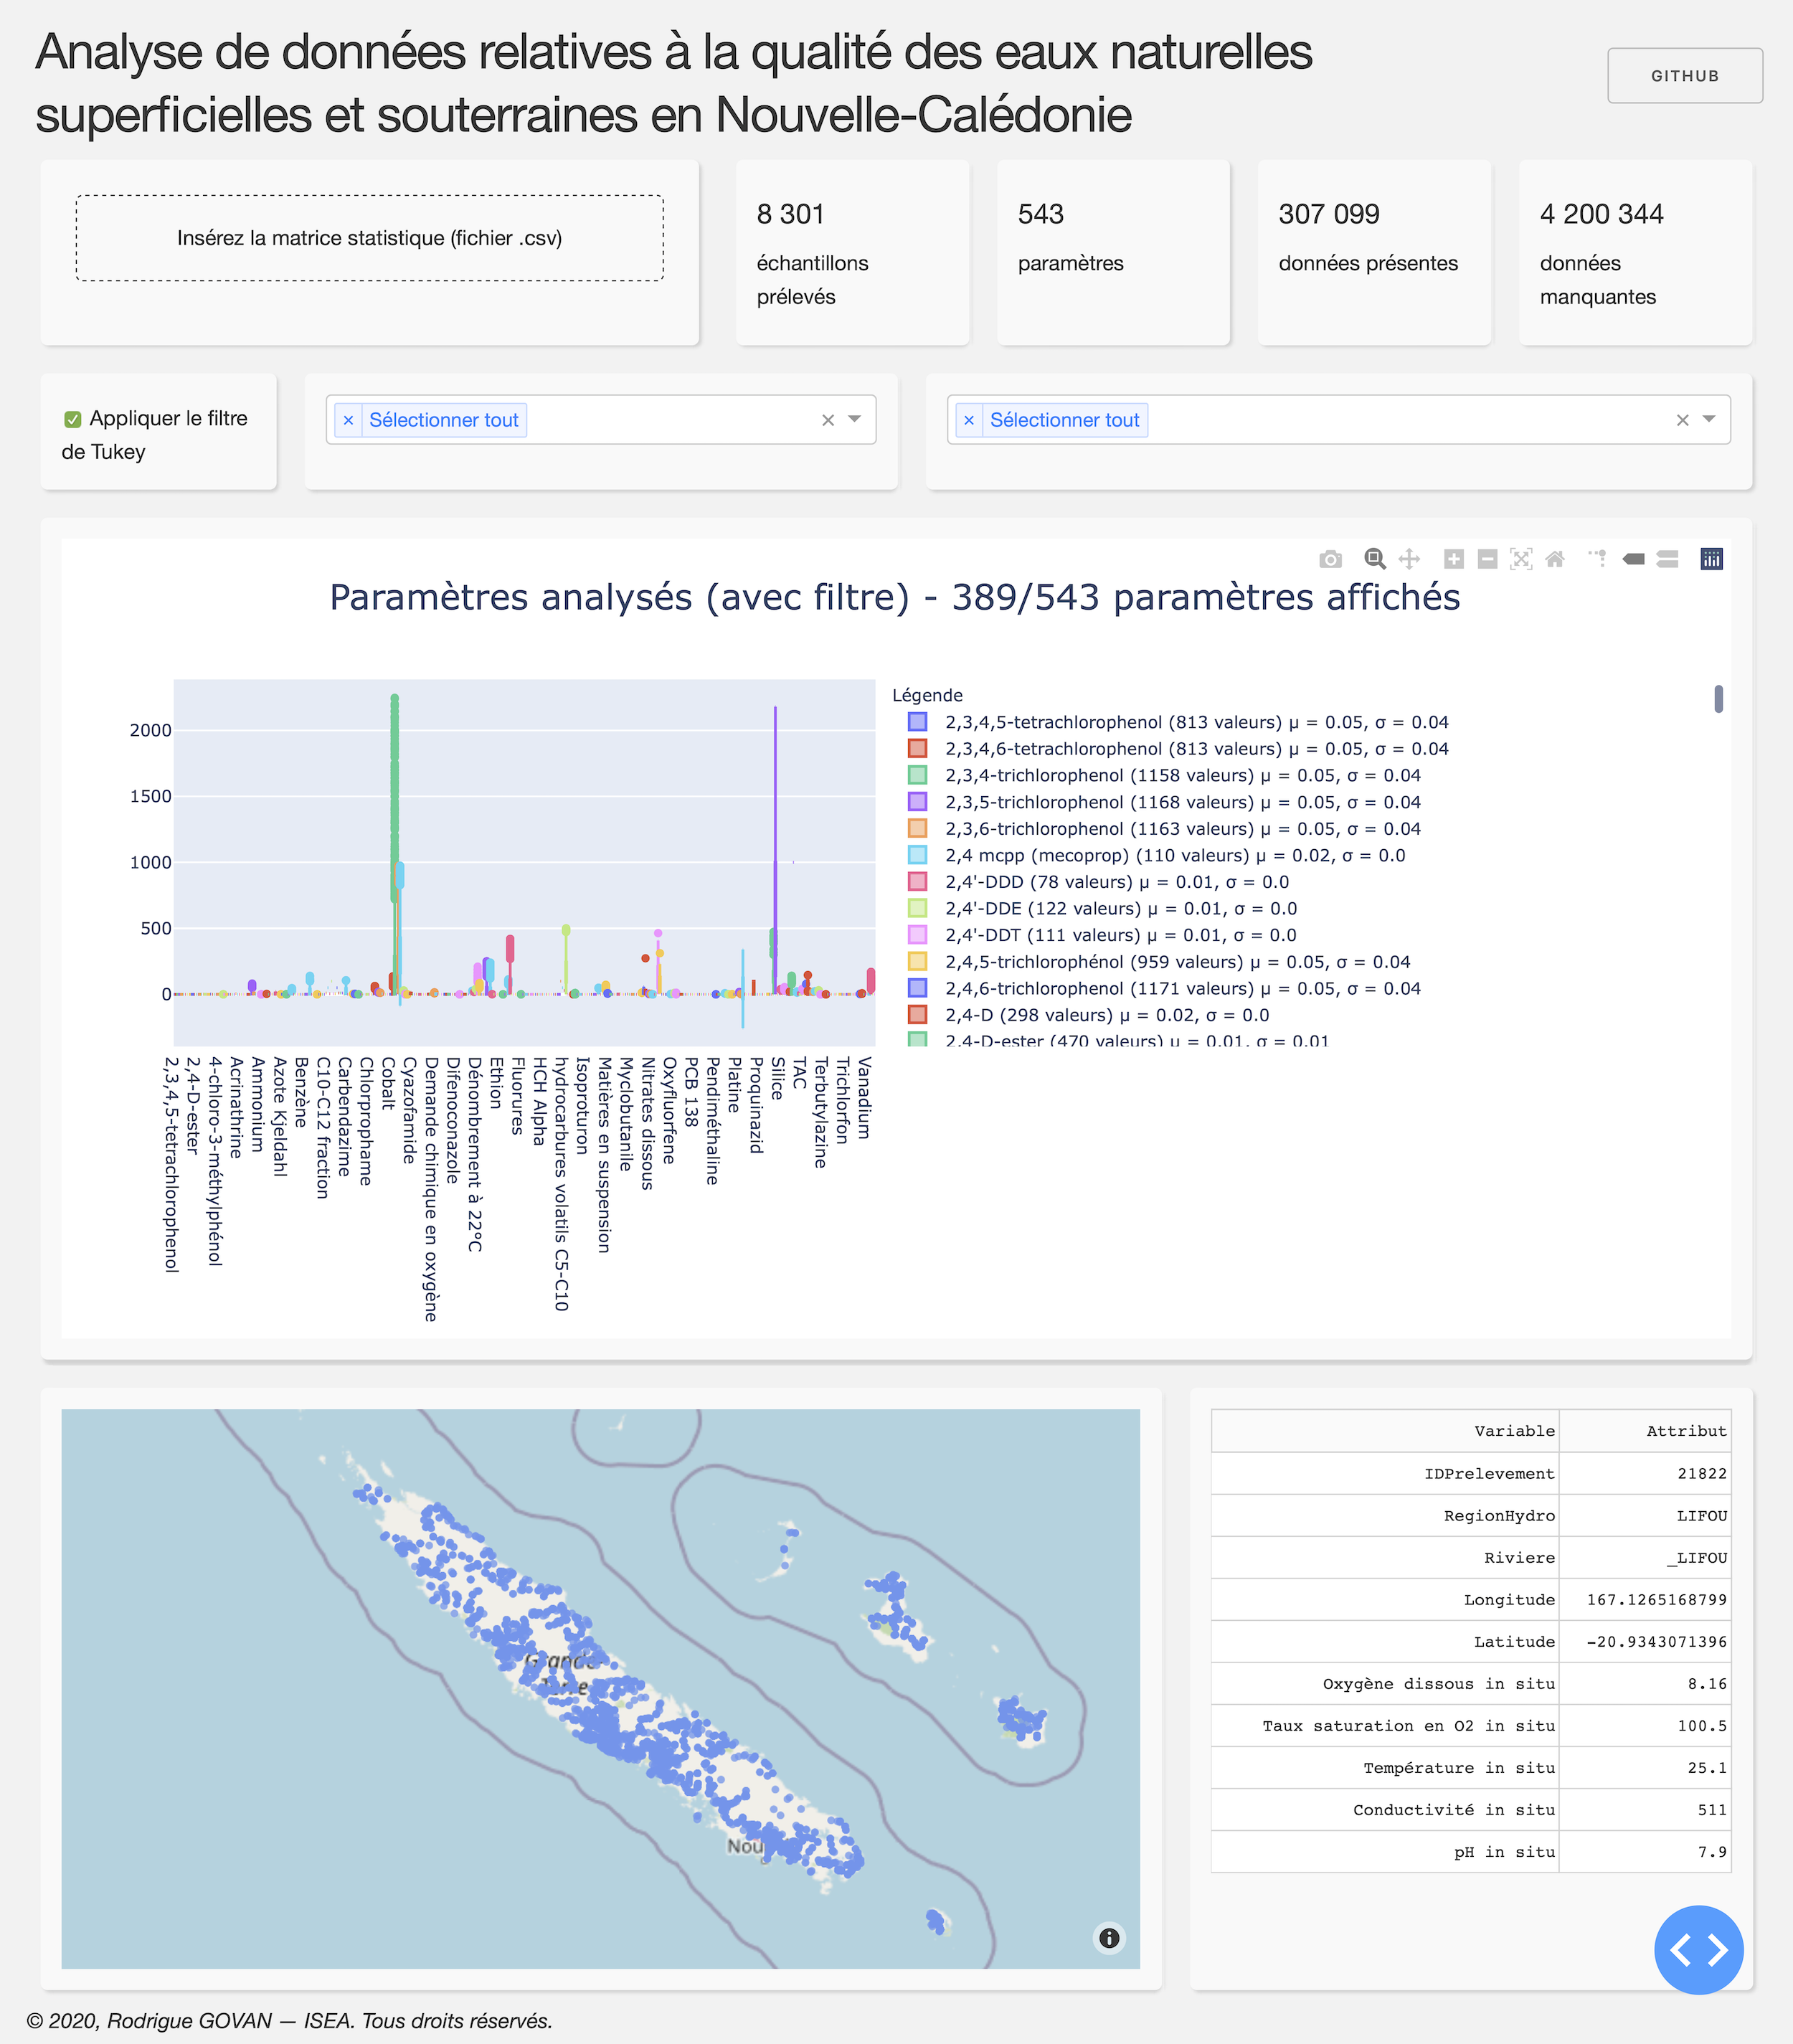 Analyse de données relatives à la qualité des eaux naturelles
superficielles et souterraines en Nouvelle-Calédonie
GITHUB
Insérez la matrice statistique (fichier .csv)
8 301
échantillons
prélevés
543
paramètres
307 099
données présentes
4 200 344
données
manquantes
Appliquer le filtre
de Tukey
× Sélectionner tout
× Sélectionner tout
Paramètres analysés (avec filtre) - 389/543 paramètres affichés
2000
1500
1000
500
0
2,3,4,5-tetrachlorophenol
2,4-D-ester
4-chloro-3-méthylphénol
Acrinathrine
Ammonium
Azote Kjeldahl
Benzène
C10-C12 fraction
Carbendazime
Chlorprophame
Cobalt
Cyazofamide
Demande chimique en oxygène
Difenoconazole
Dénombrement à 22°C
Ethion
Fluorures
HCH Alpha
hydrocarbures volatils C5-C10
Isoproturon
Matières en suspension
Myclobutanile
Nitrates dissous
Oxyfluorfene
PCB 138
Pendiméthaline
Platine
Proquinazid
Silice
TAC
Terbutylazine
Trichlorfon
Vanadium
Légende
2,3,4,5-tetrachlorophenol (813 valeurs) μ = 0.05, σ = 0.04
2,3,4,6-tetrachlorophenol (813 valeurs) μ = 0.05, σ = 0.04
2,3,4-trichlorophenol (1158 valeurs) μ = 0.05, σ = 0.04
2,3,5-trichlorophenol (1168 valeurs) μ = 0.05, σ = 0.04
2,3,6-trichlorophenol (1163 valeurs) μ = 0.05, σ = 0.04
2,4 mcpp (mecoprop) (110 valeurs) μ = 0.02, σ = 0.0
2,4'-DDD (78 valeurs) μ = 0.01, σ = 0.0
2,4'-DDE (122 valeurs) μ = 0.01, σ = 0.0
2,4'-DDT (111 valeurs) μ = 0.01, σ = 0.0
2,4,5-trichlorophénol (959 valeurs) μ = 0.05, σ = 0.04
2,4,6-trichlorophenol (1171 valeurs) μ = 0.05, σ = 0.04
2,4-D (298 valeurs) μ = 0.02, σ = 0.0
2,4-D-ester (470 valeurs) μ = 0.01, σ = 0.01
Grande
Terre
Nou
Variable Attribut
IDPrelevement 21822
RegionHydro LIFOU
Riviere _LIFOU
Longitude 167.1265168799
Latitude -20.9343071396
Oxygène dissous in situ 8.16
Taux saturation en O2 in situ 100.5
Température in situ 25.1
Conductivité in situ 511
pH in situ 7.9
© 2020, Rodrigue GOVAN — ISEA. Tous droits réservés.